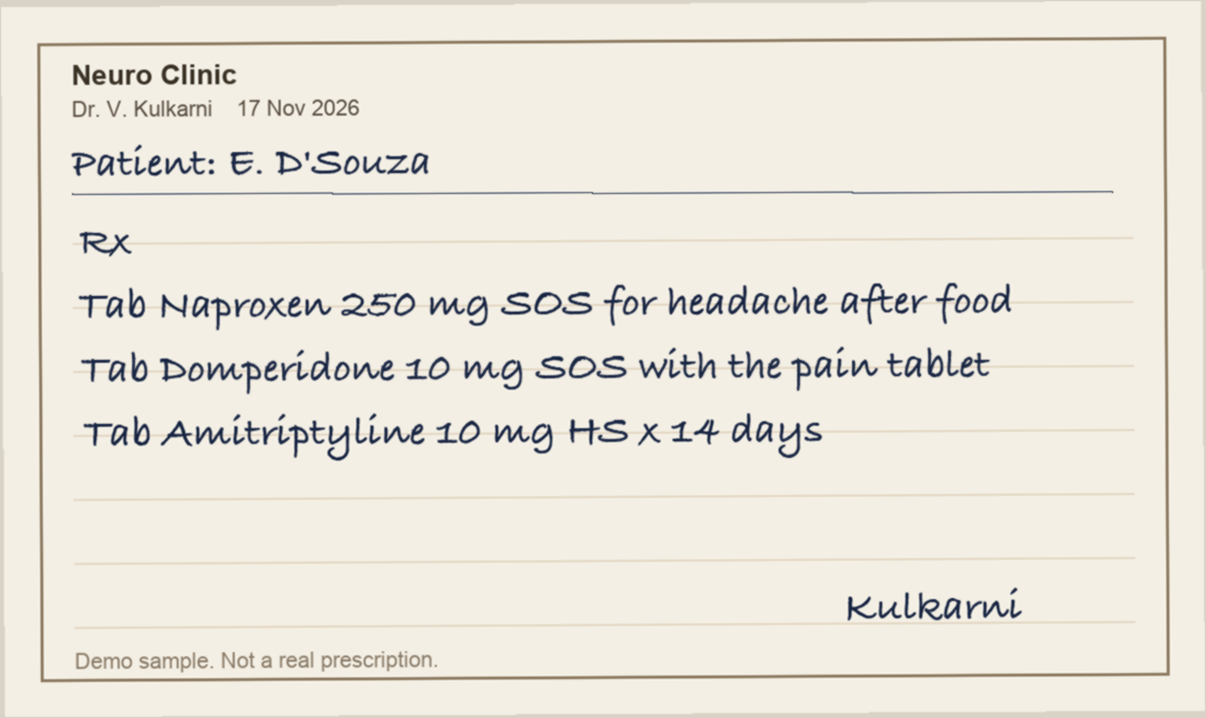 Neuro Clinic
Dr. V. Kulkarni 17 Nov 2026
Patient: E. D'Souza
Rx
Tab Naproxen 250 mg SOS for headache after food
Tab Domperidone 10 mg SOS with the pain tablet
Tab Amitriptyline 10 mg HS x 14 days
Kulkarni
Demo sample. Not a real prescription.